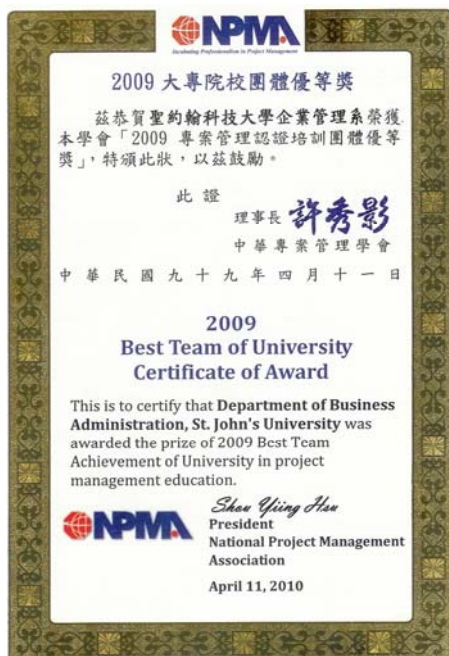 NPMA
Incubating Professionalism in Project Management
2009 大專院校團體優等獎
茲恭賀聖約翰科技大學企業管理系榮獲
本學會「2009 專案管理認證培訓團體優等
獎」，特頒此狀，以茲鼓勵。
此證
理事長 許秀影
中華專案管理學會
中華民國九十九年四月十一日
2009
Best Team of University
Certificate of Award
This is to certify that Department of Business
Administration, St. John's University was
awarded the prize of 2009 Best Team
Achievement of University in project
management education.
NPMA
Shou Yiing Hsu
President
National Project Management
Association
April 11, 2010